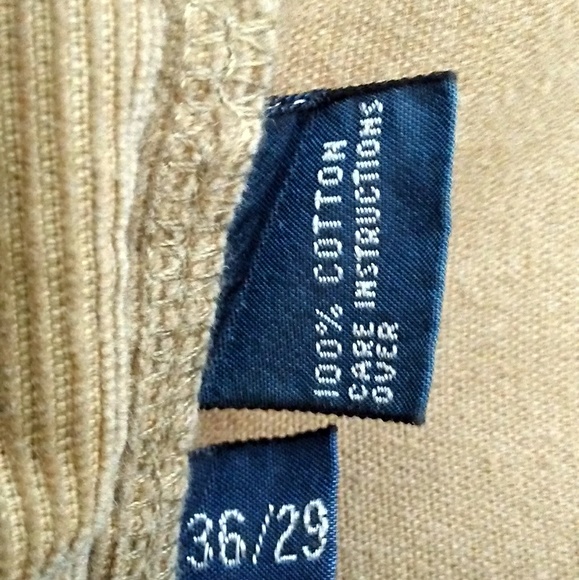 100% COTTON
CARE INSTRUCTIONS
OVER
36/29